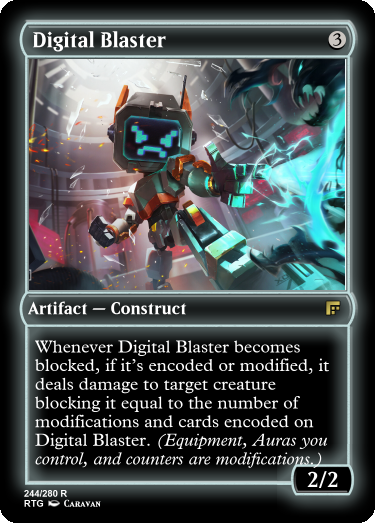 Digital Blaster 3
Artifact — Construct
Whenever Digital Blaster becomes
blocked, if it's encoded or modified, it
deals damage to target creature
blocking it equal to the number of
modifications and cards encoded on
Digital Blaster. (Equipment, Auras you
control, and counters are modifications.)
2/2
244/280 R
RTG Caravan